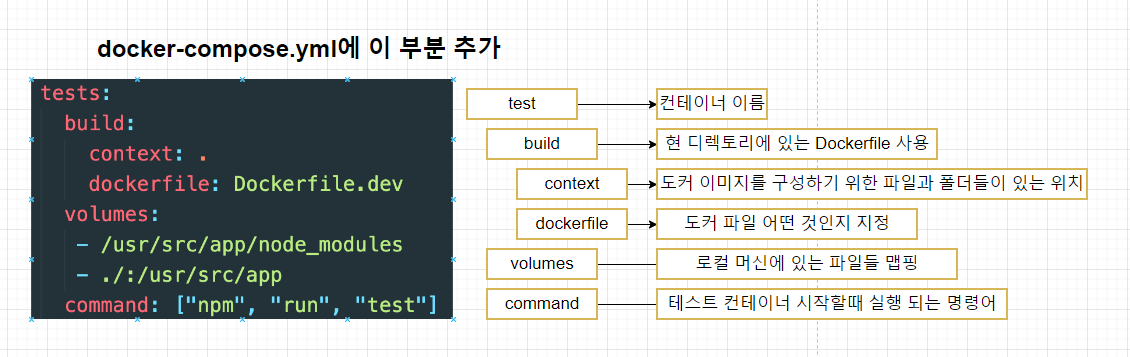 docker-compose.yml에 이 부분 추가
tests:
build:
context: .
dockerfile: Dockerfile.dev
volumes:
- /usr/src/app/node_modules
- ./:/usr/src/app
command: ["npm", "run", "test"]
test 컨테이너 이름
build 현 디렉토리에 있는 Dockerfile 사용
context 도커 이미지를 구성하기 위한 파일과 폴더들이 있는 위치
dockerfile 도커 파일 어떤 것인지 지정
volumes 로컬 머신에 있는 파일들 맵핑
command 테스트 컨테이너 시작할때 실행 되는 명령어